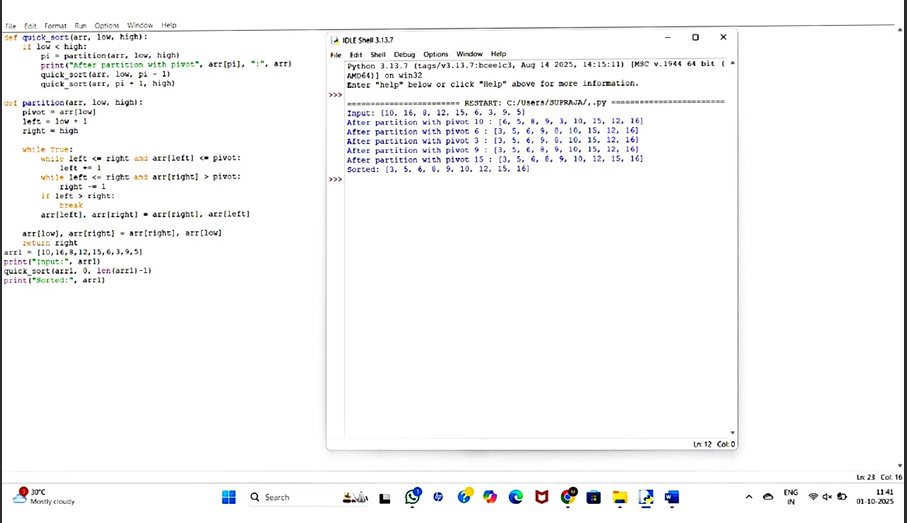 File Edit Format Run Options Window Help
def quick_sort(arr, low, high):
    if low < high:
        pi = partition(arr, low, high)
        print("After partition with pivot", arr[pi], ":", arr)
        quick_sort(arr, low, pi - 1)
        quick_sort(arr, pi + 1, high)
def partition(arr, low, high):
    pivot = arr[low]
    left = low + 1
    right = high
    while True:
        while left <= right and arr[left] <= pivot:
            left += 1
        while left <= right and arr[right] > pivot:
            right -= 1
        if left > right:
            break
        arr[left], arr[right] = arr[right], arr[left]
    arr[low], arr[right] = arr[right], arr[low]
    return right
arr1 = [10,16,8,12,15,6,3,9,5]
print("Input:", arr1)
quick_sort(arr1, 0, len(arr1)-1)
print("Sorted:", arr1)
IDLE Shell 3.13.7
File Edit Shell Debug Options Window Help
Python 3.13.7 (tags/v3.13.7:bcee1c3, Aug 14 2025, 14:15:11) [MSC v.1944 64 bit (
AMD64)] on win32
Enter "help" below or click "Help" above for more information.
>>>
======================= RESTART: C:/Users/SUPRAJA/,.py =======================
Input: [10, 16, 8, 12, 15, 6, 3, 9, 5]
After partition with pivot 10 : [6, 5, 8, 9, 3, 10, 15, 12, 16]
After partition with pivot 6 : [3, 5, 6, 9, 8, 10, 15, 12, 16]
After partition with pivot 3 : [3, 5, 6, 9, 8, 10, 15, 12, 16]
After partition with pivot 9 : [3, 5, 6, 8, 9, 10, 15, 12, 16]
After partition with pivot 15 : [3, 5, 6, 8, 9, 10, 12, 15, 16]
Sorted: [3, 5, 6, 8, 9, 10, 12, 15, 16]
>>>
Ln: 12 Col: 0
Ln: 23 Col: 16
30°C
Mostly cloudy
Search
ENG
IN
11:41
01-10-2025